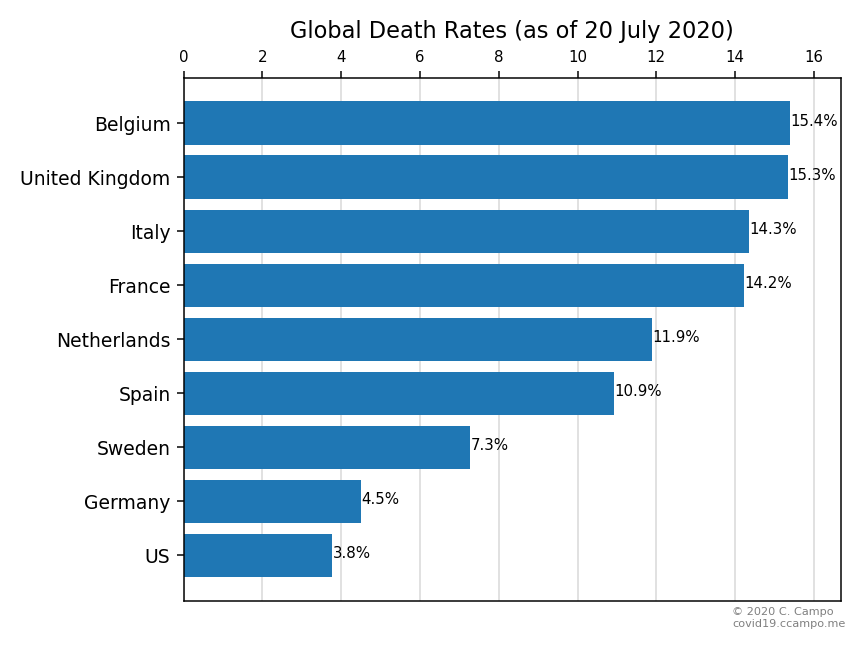 Global Death Rates (as of 20 July 2020)
0 2 4 6 8 10 12 14 16
Belgium 15.4%
United Kingdom 15.3%
Italy 14.3%
France 14.2%
Netherlands 11.9%
Spain 10.9%
Sweden 7.3%
Germany 4.5%
US 3.8%
© 2020 C. Campo
covid19.ccampo.me